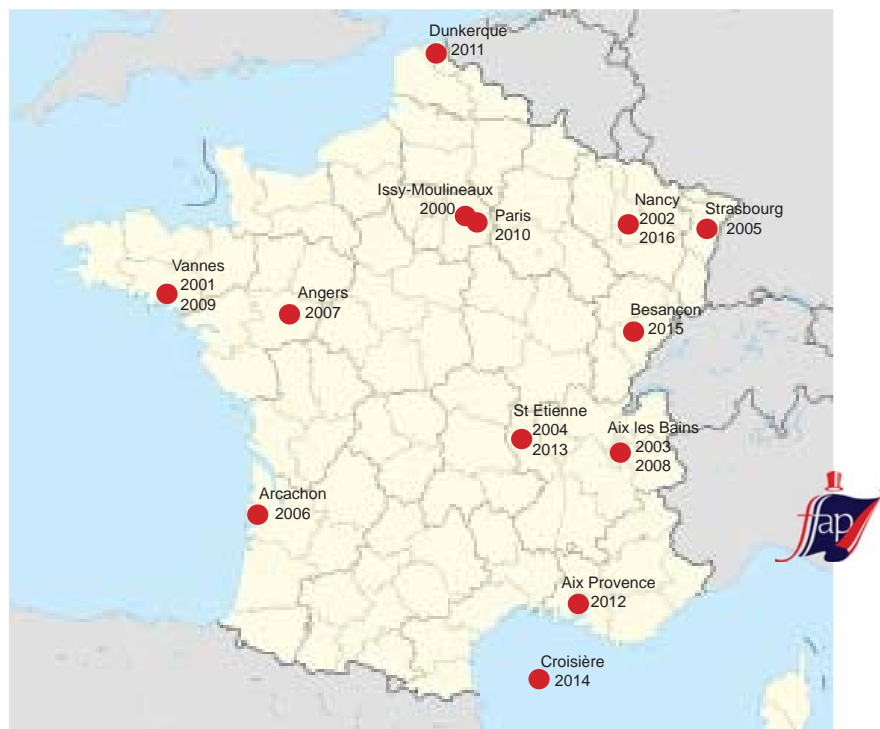 Dunkerque
2011
Issy-Moulineaux
2000
Paris
2010
Nancy
2002
2016
Strasbourg
2005
Vannes
2001
2009
Angers
2007
Besançon
2015
St Etienne
2004
2013
Aix les Bains
2003
2008
Arcachon
2006
ffap
Aix Provence
2012
Croisière
2014